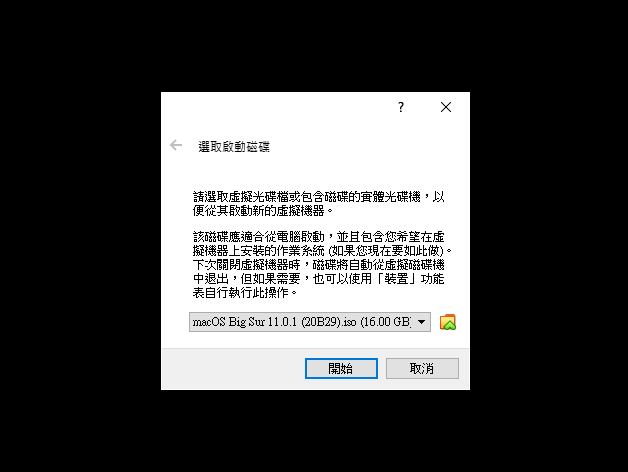 ?
選取啟動磁碟
請選取虛擬光碟檔或包含磁碟的實體光碟機，以
便從其啟動新的虛擬機器。
該磁碟應適合從電腦啟動，並且包含您希望在虛
擬機器上安裝的作業系統 (如果您現在要如此做)。
下次關閉虛擬機器時，磁碟將自動從虛擬磁碟機
中退出，但如果需要，也可以使用「裝置」功能
表自行執行此操作。
macOS Big Sur 11.0.1 (20B29).iso (16.00 GB)
開始
取消